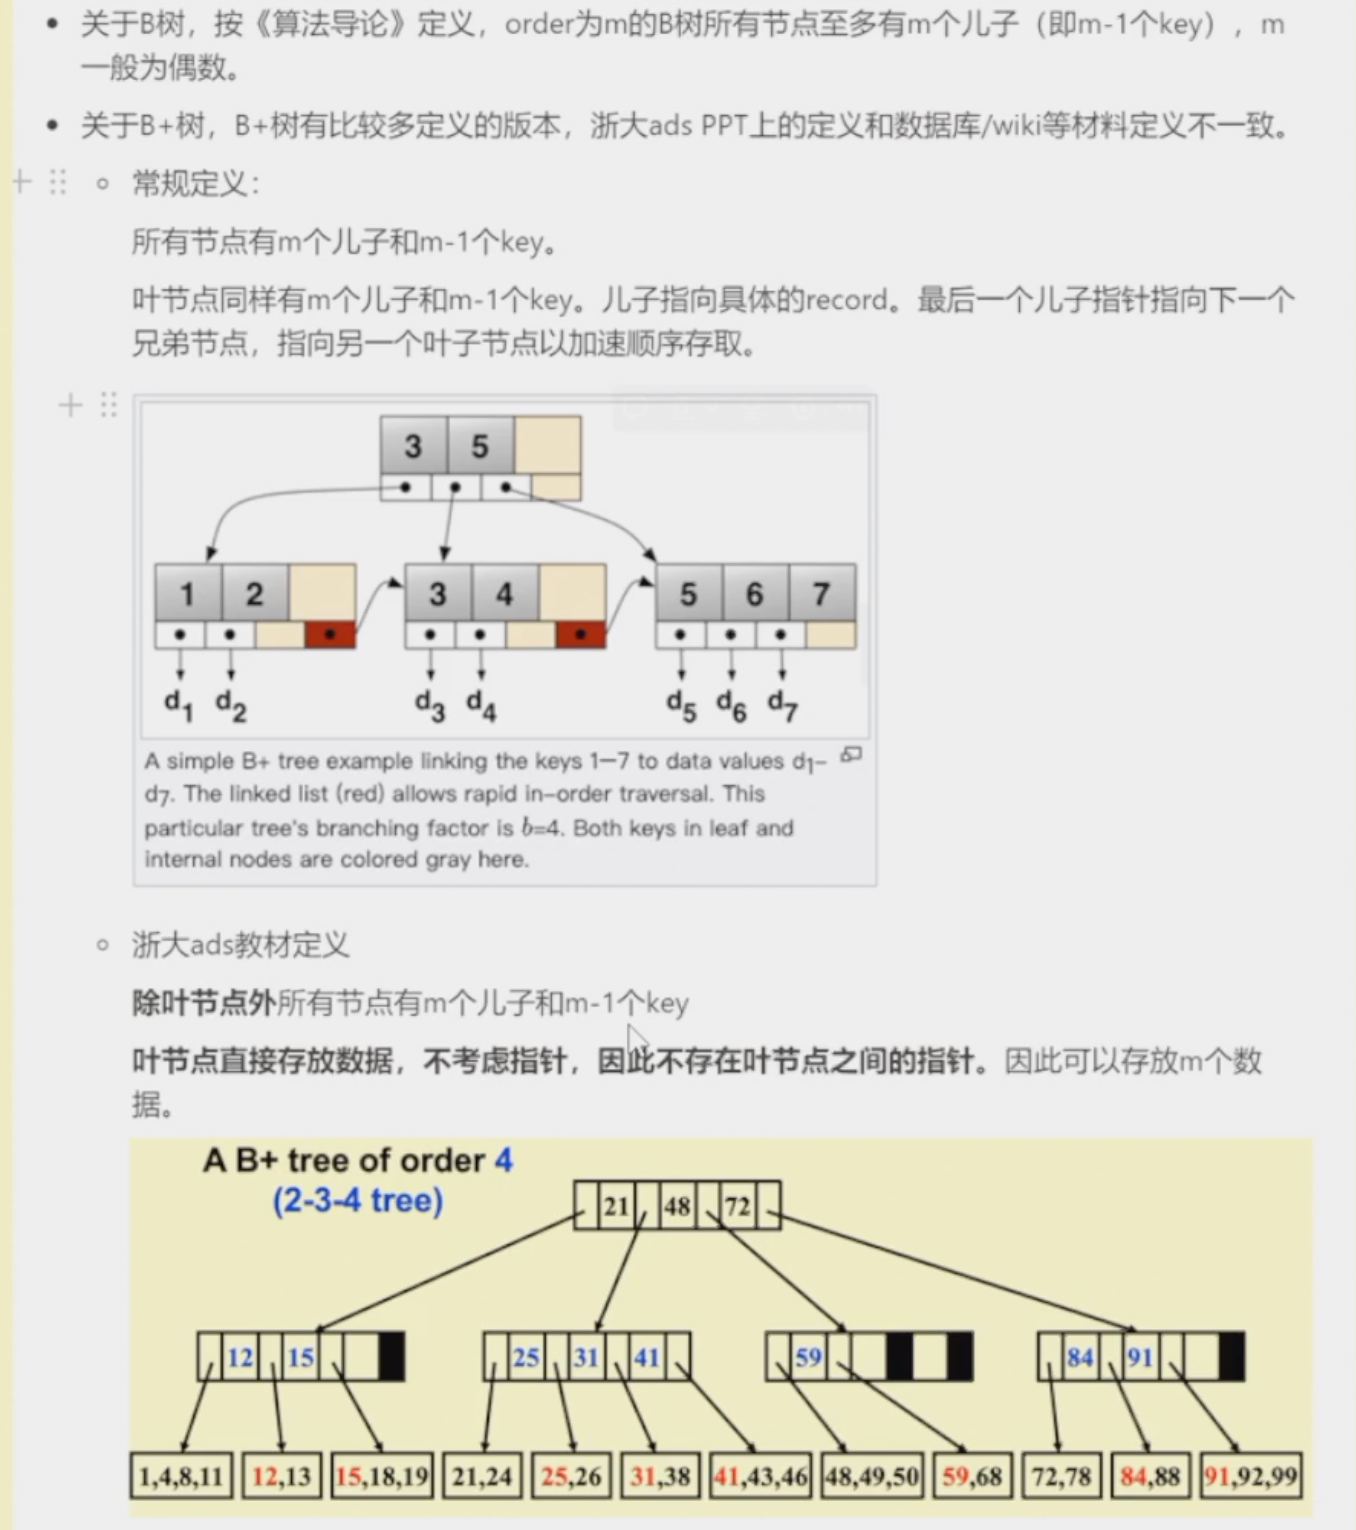 关于B树，按《算法导论》定义，order为m的B树所有节点至多有m个儿子（即m-1个key），m
一般为偶数。
关于B+树，B+树有比较多定义的版本，浙大ads PPT上的定义和数据库/wiki等材料定义不一致。
常规定义：
所有节点有m个儿子和m-1个key。
叶节点同样有m个儿子和m-1个key。儿子指向具体的record。最后一个儿子指针指向下一个
兄弟节点，指向另一个叶子节点以加速顺序存取。
3 5
1 2 3 4 5 6 7
d1 d2 d3 d4 d5 d6 d7
A simple B+ tree example linking the keys 1–7 to data values d1-
d7. The linked list (red) allows rapid in-order traversal. This
particular tree's branching factor is b=4. Both keys in leaf and
internal nodes are colored gray here.
浙大ads教材定义
除叶节点外所有节点有m个儿子和m-1个key
叶节点直接存放数据，不考虑指针，因此不存在叶节点之间的指针。因此可以存放m个数
据。
A B+ tree of order 4
(2-3-4 tree)
21 48 72
12 15 25 31 41 59 84 91
1,4,8,11 12,13 15,18,19 21,24 25,26 31,38 41,43,46 48,49,50 59,68 72,78 84,88 91,92,99